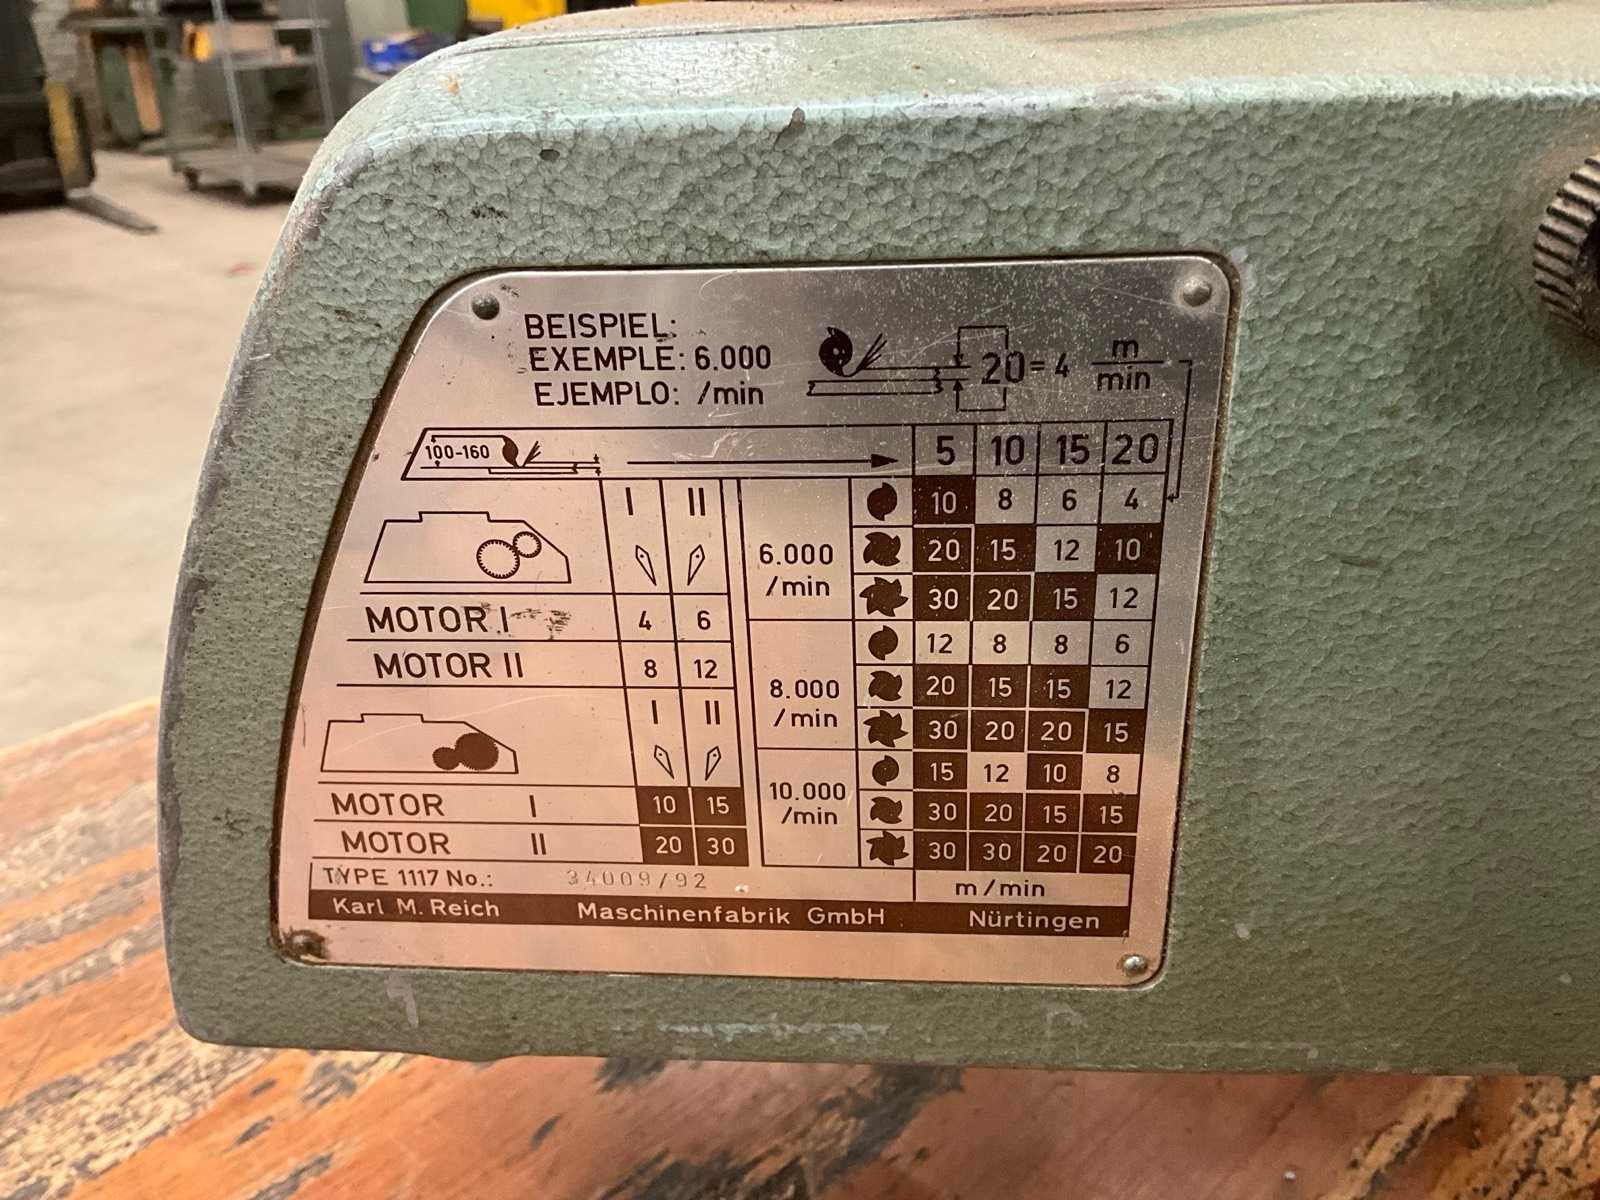 BEISPIEL:
EXEMPLE: 6.000
EJEMPLO: /min
20 = 4 m/min
100-160 5 10 15 20
I II
6.000 /min
10 8 6 4
20 15 12 10
30 20 15 12
MOTOR I 4 6
MOTOR II 8 12
8.000 /min
12 8 8 6
20 15 15 12
30 20 20 15
I II
10.000 /min
15 12 10 8
30 20 15 15
30 30 20 20
MOTOR I 10 15
MOTOR II 20 30
TYPE 1117 No.: 34009/92 m/min
Karl M. Reich Maschinenfabrik GmbH Nürtingen